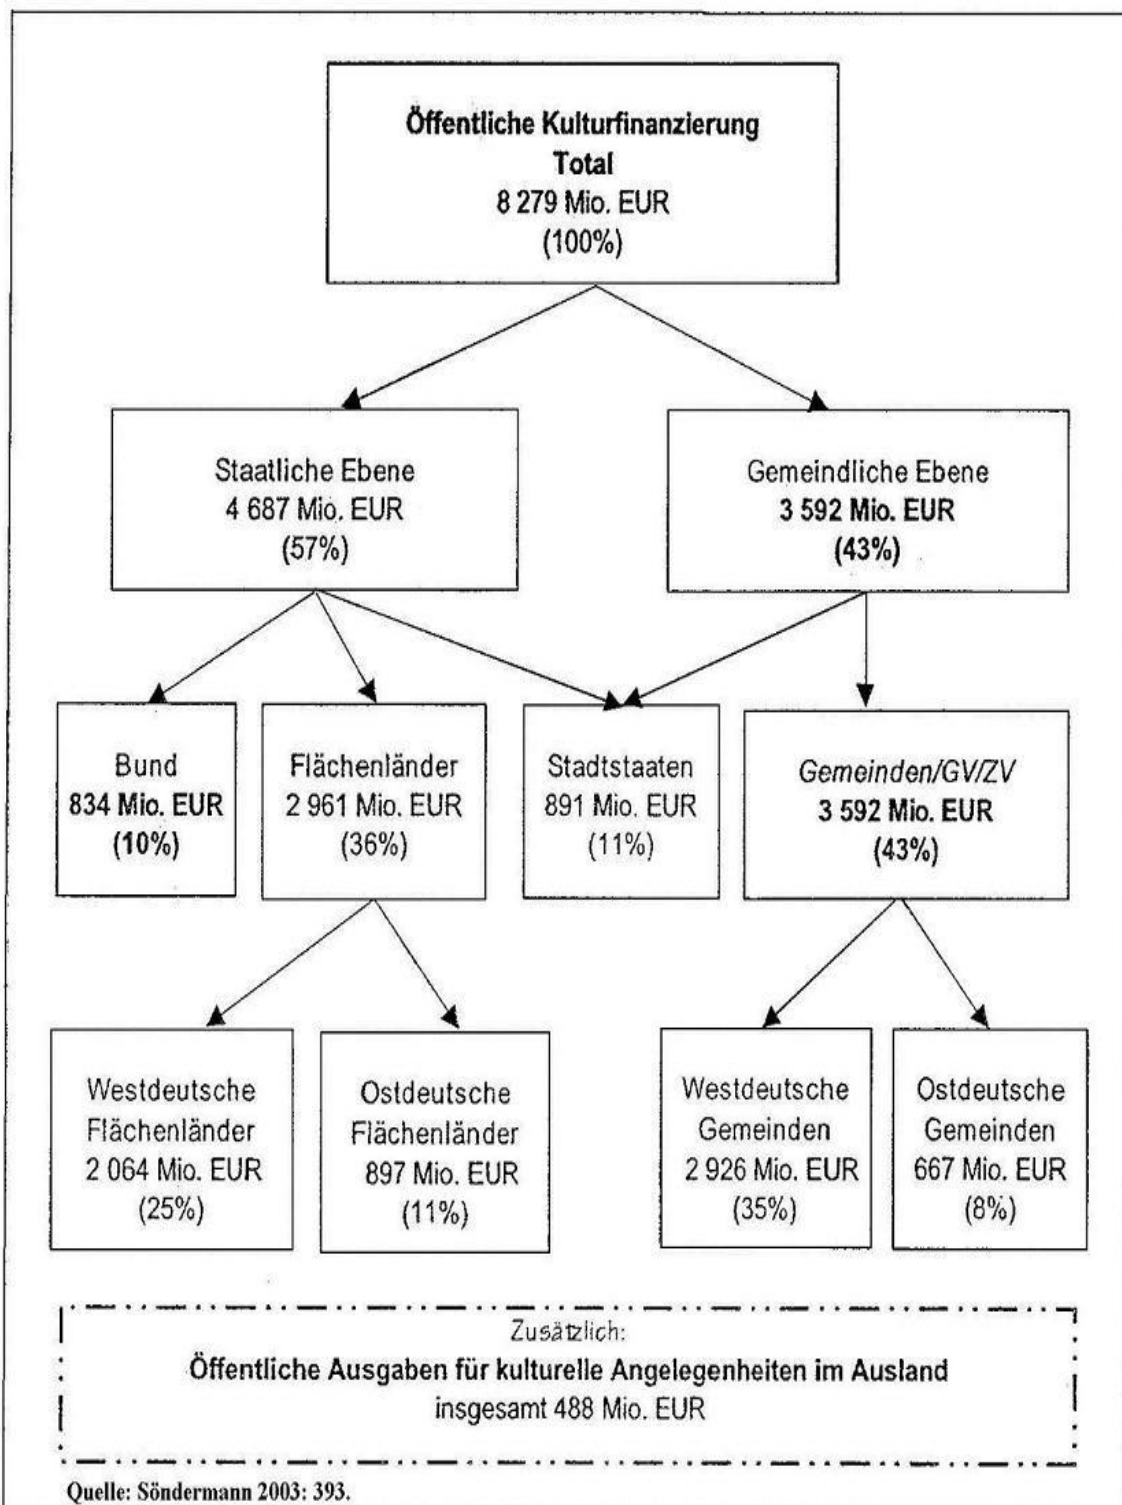 Öffentliche Kulturfinanzierung
Total
8 279 Mio. EUR
(100%)
Staatliche Ebene
4 687 Mio. EUR
(57%)
Gemeindliche Ebene
3 592 Mio. EUR
(43%)
Bund
834 Mio. EUR
(10%)
Flächenländer
2 961 Mio. EUR
(36%)
Stadtstaaten
891 Mio. EUR
(11%)
Gemeinden/GV/ZV
3 592 Mio. EUR
(43%)
Westdeutsche
Flächenländer
2 064 Mio. EUR
(25%)
Ostdeutsche
Flächenländer
897 Mio. EUR
(11%)
Westdeutsche
Gemeinden
2 926 Mio. EUR
(35%)
Ostdeutsche
Gemeinden
667 Mio. EUR
(8%)
Zusätzlich:
Öffentliche Ausgaben für kulturelle Angelegenheiten im Ausland
insgesamt 488 Mio. EUR
Quelle: Söndermann 2003: 393.